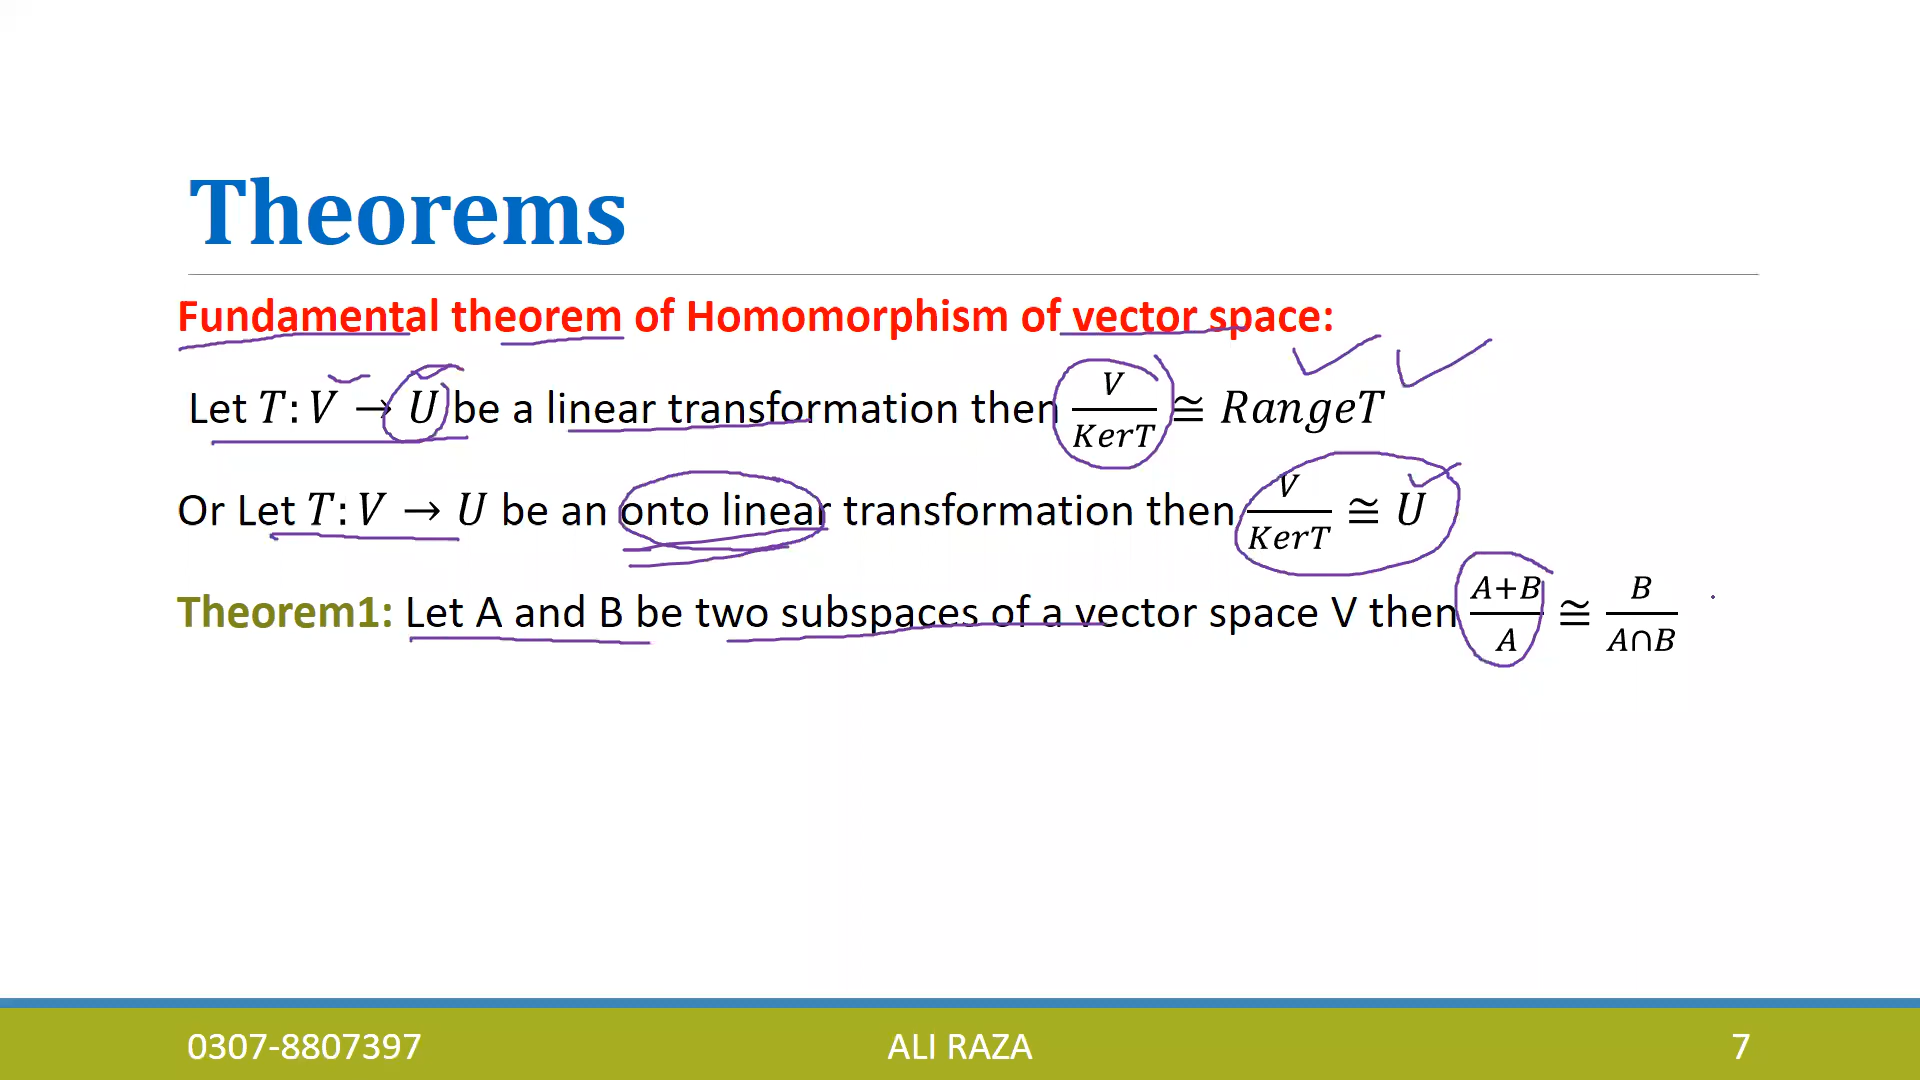 Theorems
Fundamental theorem of Homomorphism of vector space:
Let T: V → U be a linear transformation then V/KerT ≅ RangeT
Or Let T: V → U be an onto linear transformation then V/KerT ≅ U
Theorem1: Let A and B be two subspaces of a vector space V then A+B/A ≅ B/A∩B
0307-8807397 ALI RAZA 7